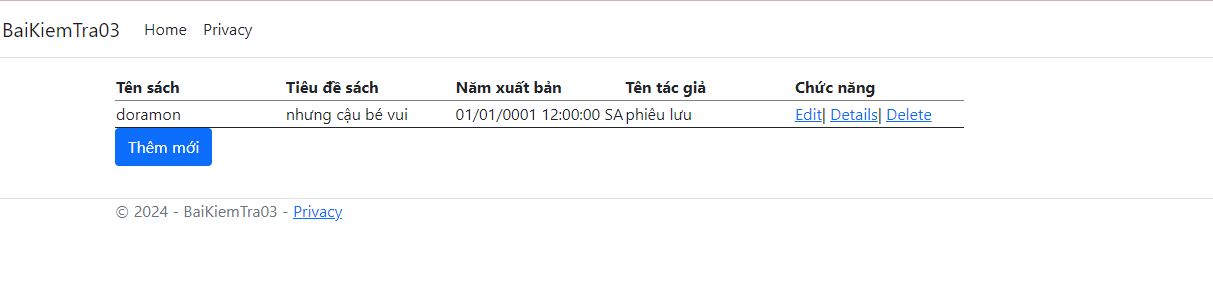 BaiKiemTra03 Home Privacy
Tên sách Tiêu đề sách Năm xuất bản Tên tác giả Chức năng
doramon nhưng cậu bé vui 01/01/0001 12:00:00 SA phiêu lưu Edit| Details| Delete
Thêm mới
© 2024 - BaiKiemTra03 - Privacy